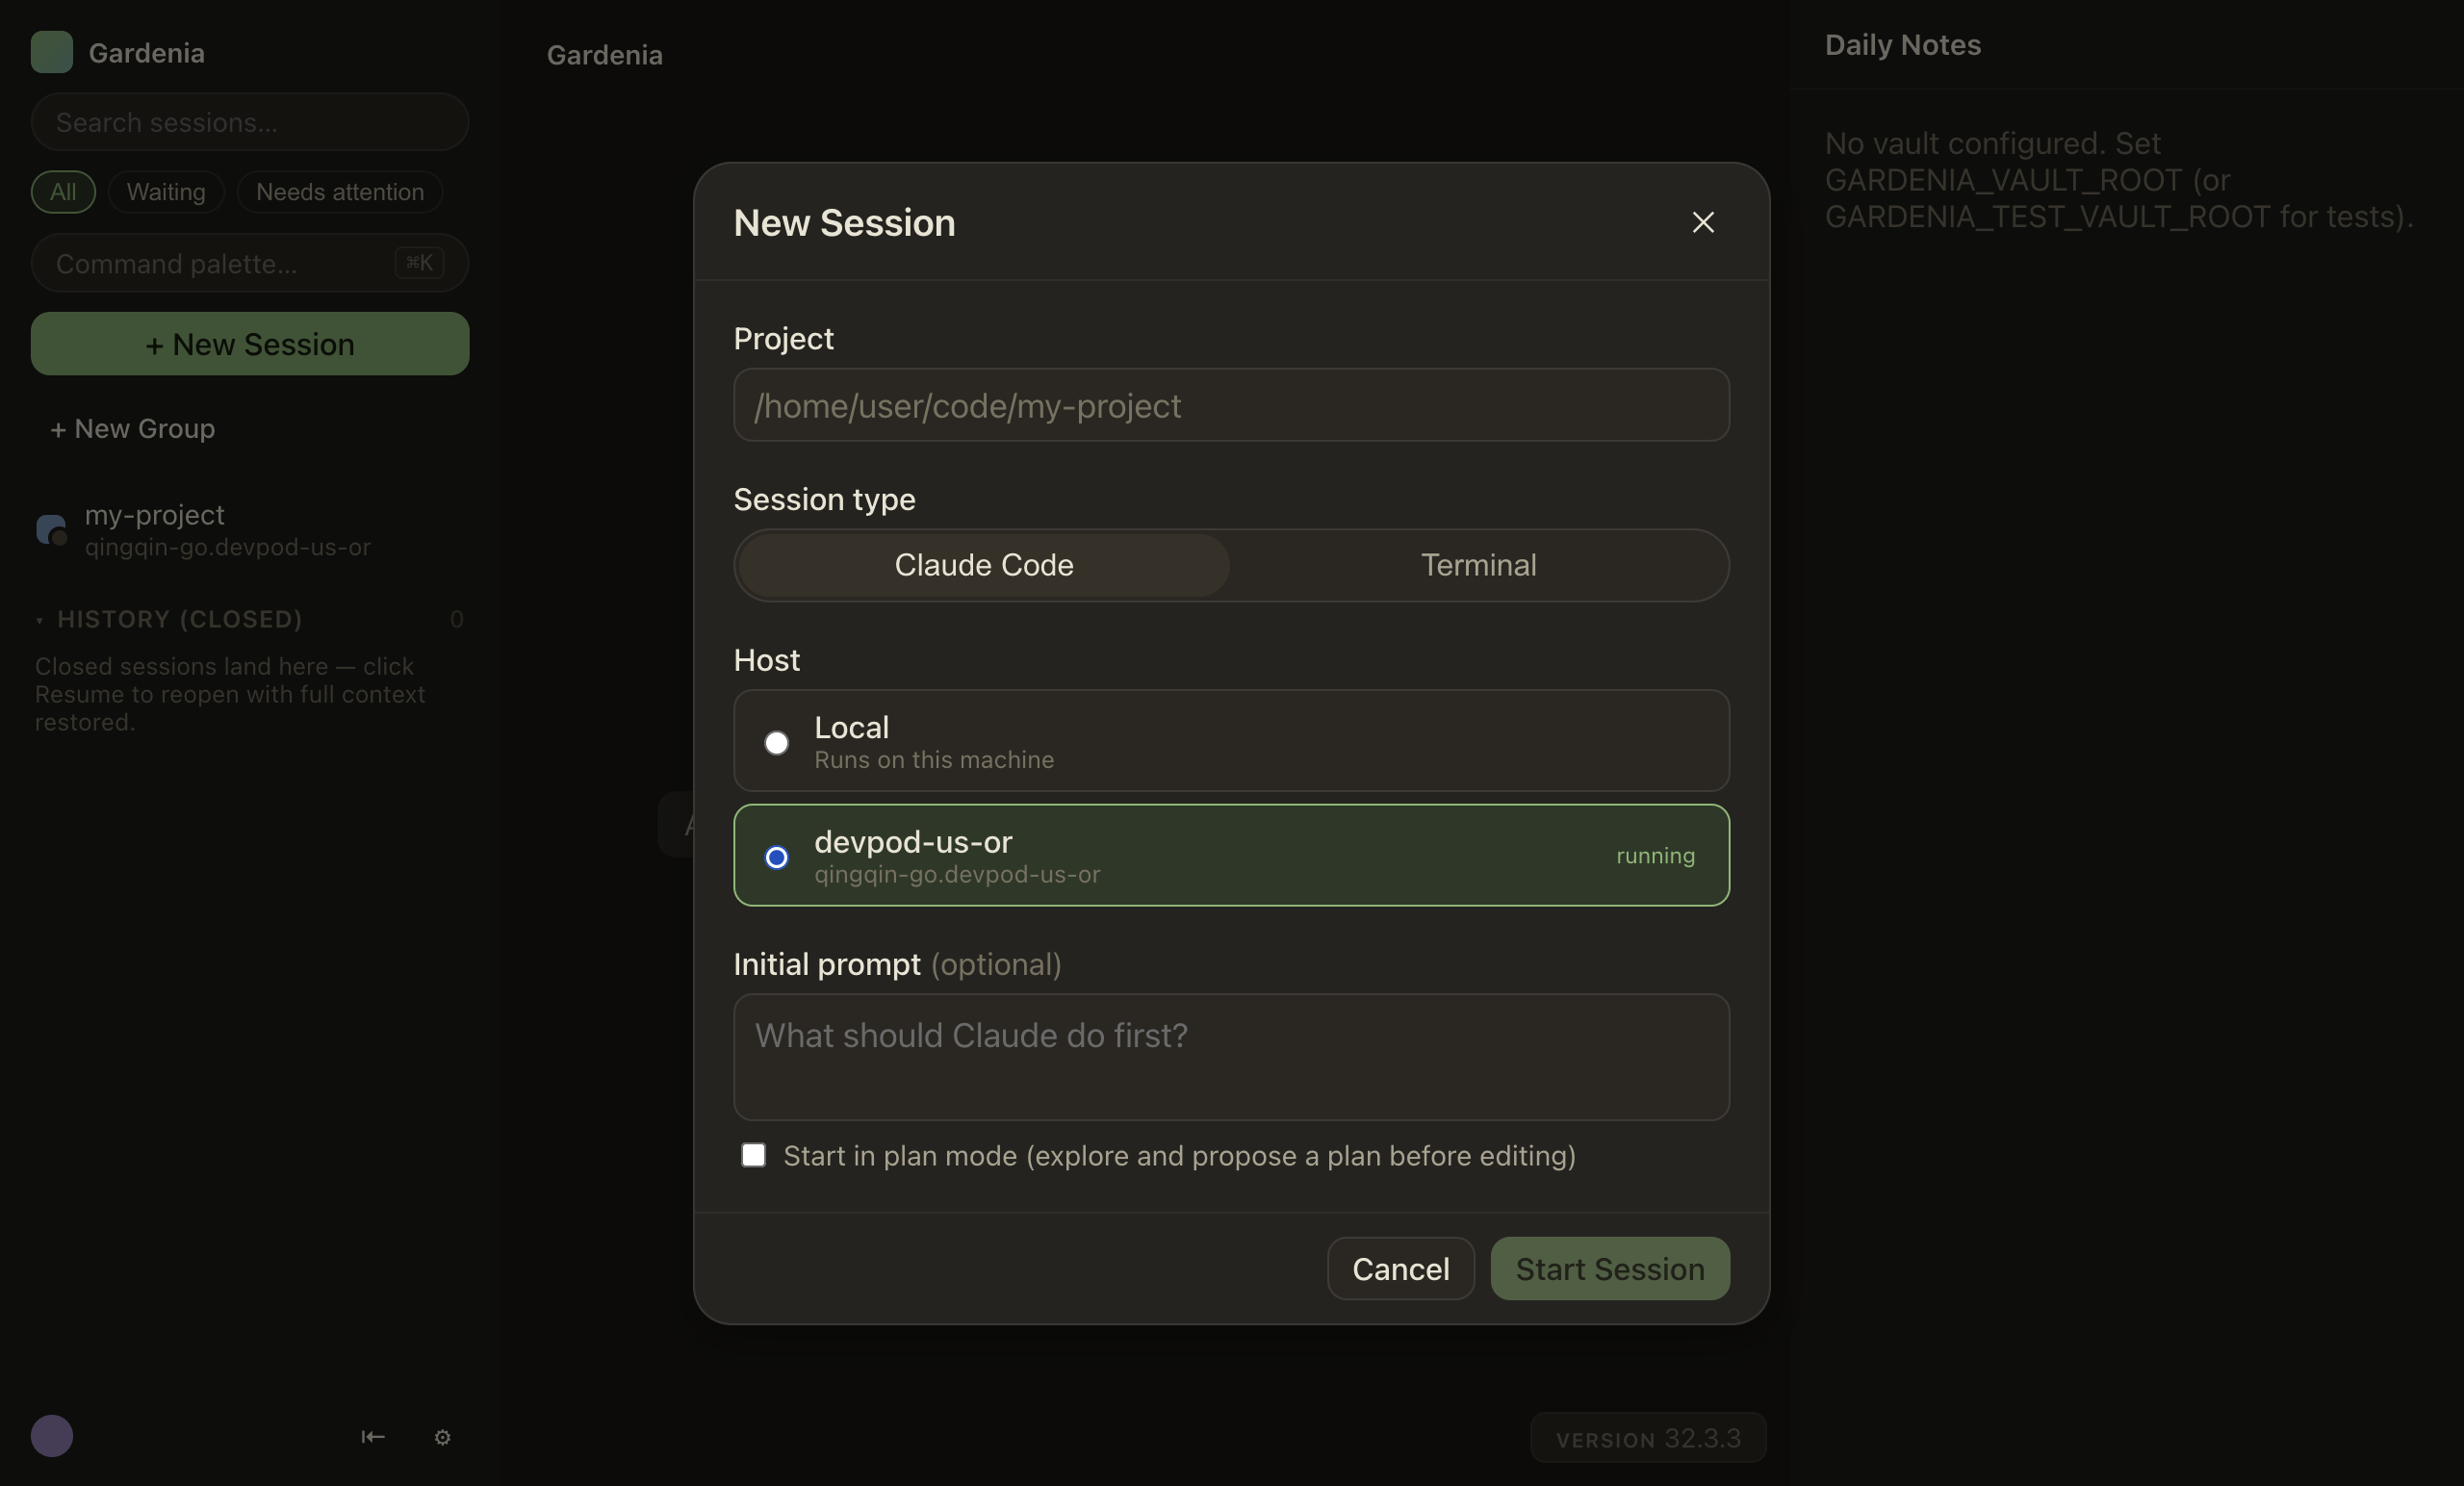 Gardenia
Search sessions...
All
Waiting
Needs attention
Command palette...
⌘K
+ New Session
+ New Group
my-project
qingqin-go.devpod-us-or
HISTORY (CLOSED)
0
Closed sessions land here — click
Resume to reopen with full context
restored.
Gardenia
New Session
Project
/home/user/code/my-project
Session type
Claude Code
Terminal
Host
Local
Runs on this machine
devpod-us-or
qingqin-go.devpod-us-or
running
Initial prompt (optional)
What should Claude do first?
Start in plan mode (explore and propose a plan before editing)
Cancel
Start Session
VERSION 32.3.3
Daily Notes
No vault configured. Set
GARDENIA_VAULT_ROOT (or
GARDENIA_TEST_VAULT_ROOT for tests).